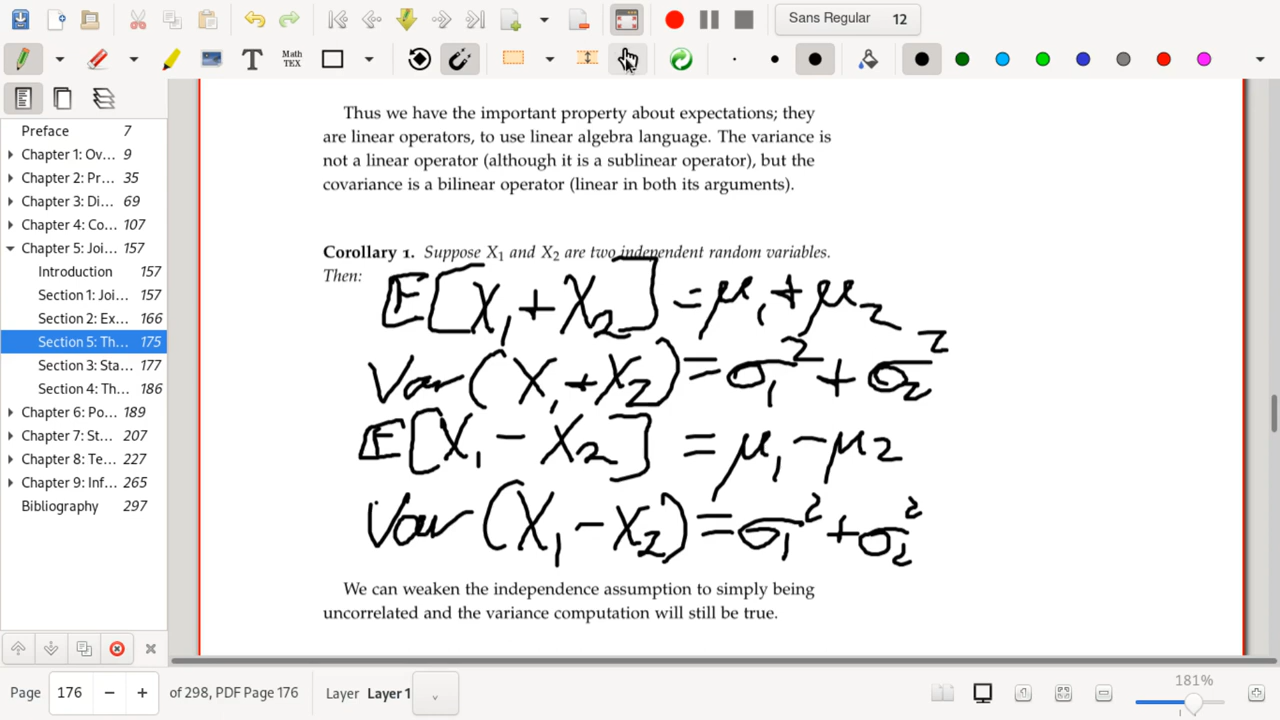 Sans Regular 12
T Math TEX
Preface 7
Chapter 1: Ov... 9
Chapter 2: Pr... 35
Chapter 3: Di... 69
Chapter 4: Co... 107
Chapter 5: Joi... 157
Introduction 157
Section 1: Joi... 157
Section 2: Ex... 166
Section 5: Th... 175
Section 3: Sta... 177
Section 4: Th... 186
Chapter 6: Po... 189
Chapter 7: St... 207
Chapter 8: Te... 227
Chapter 9: Inf... 265
Bibliography 297
Thus we have the important property about expectations; they
are linear operators, to use linear algebra language. The variance is
not a linear operator (although it is a sublinear operator), but the
covariance is a bilinear operator (linear in both its arguments).
Corollary 1. Suppose X₁ and X₂ are two independent random variables.
Then:
𝔼[X₁ + X₂] = μ₁ + μ₂
Var(X₁ + X₂) = σ₁² + σ₂²
𝔼[X₁ − X₂] = μ₁ − μ₂
Var(X₁ − X₂) = σ₁² + σ₂²
We can weaken the independence assumption to simply being
uncorrelated and the variance computation will still be true.
Page 176 − + of 298, PDF Page 176 Layer Layer 1 181%